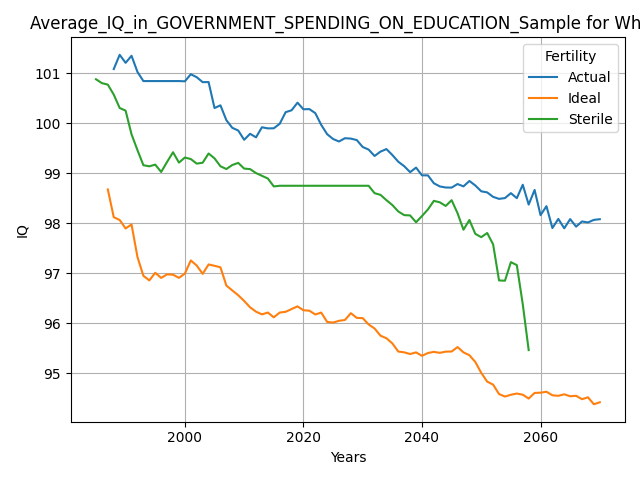 Average_IQ_in_GOVERNMENT_SPENDING_ON_EDUCATION_Sample for Wh
Fertility
Actual
Ideal
Sterile
101
100
99
98
97
96
95
IQ
2000
2020
2040
2060
Years